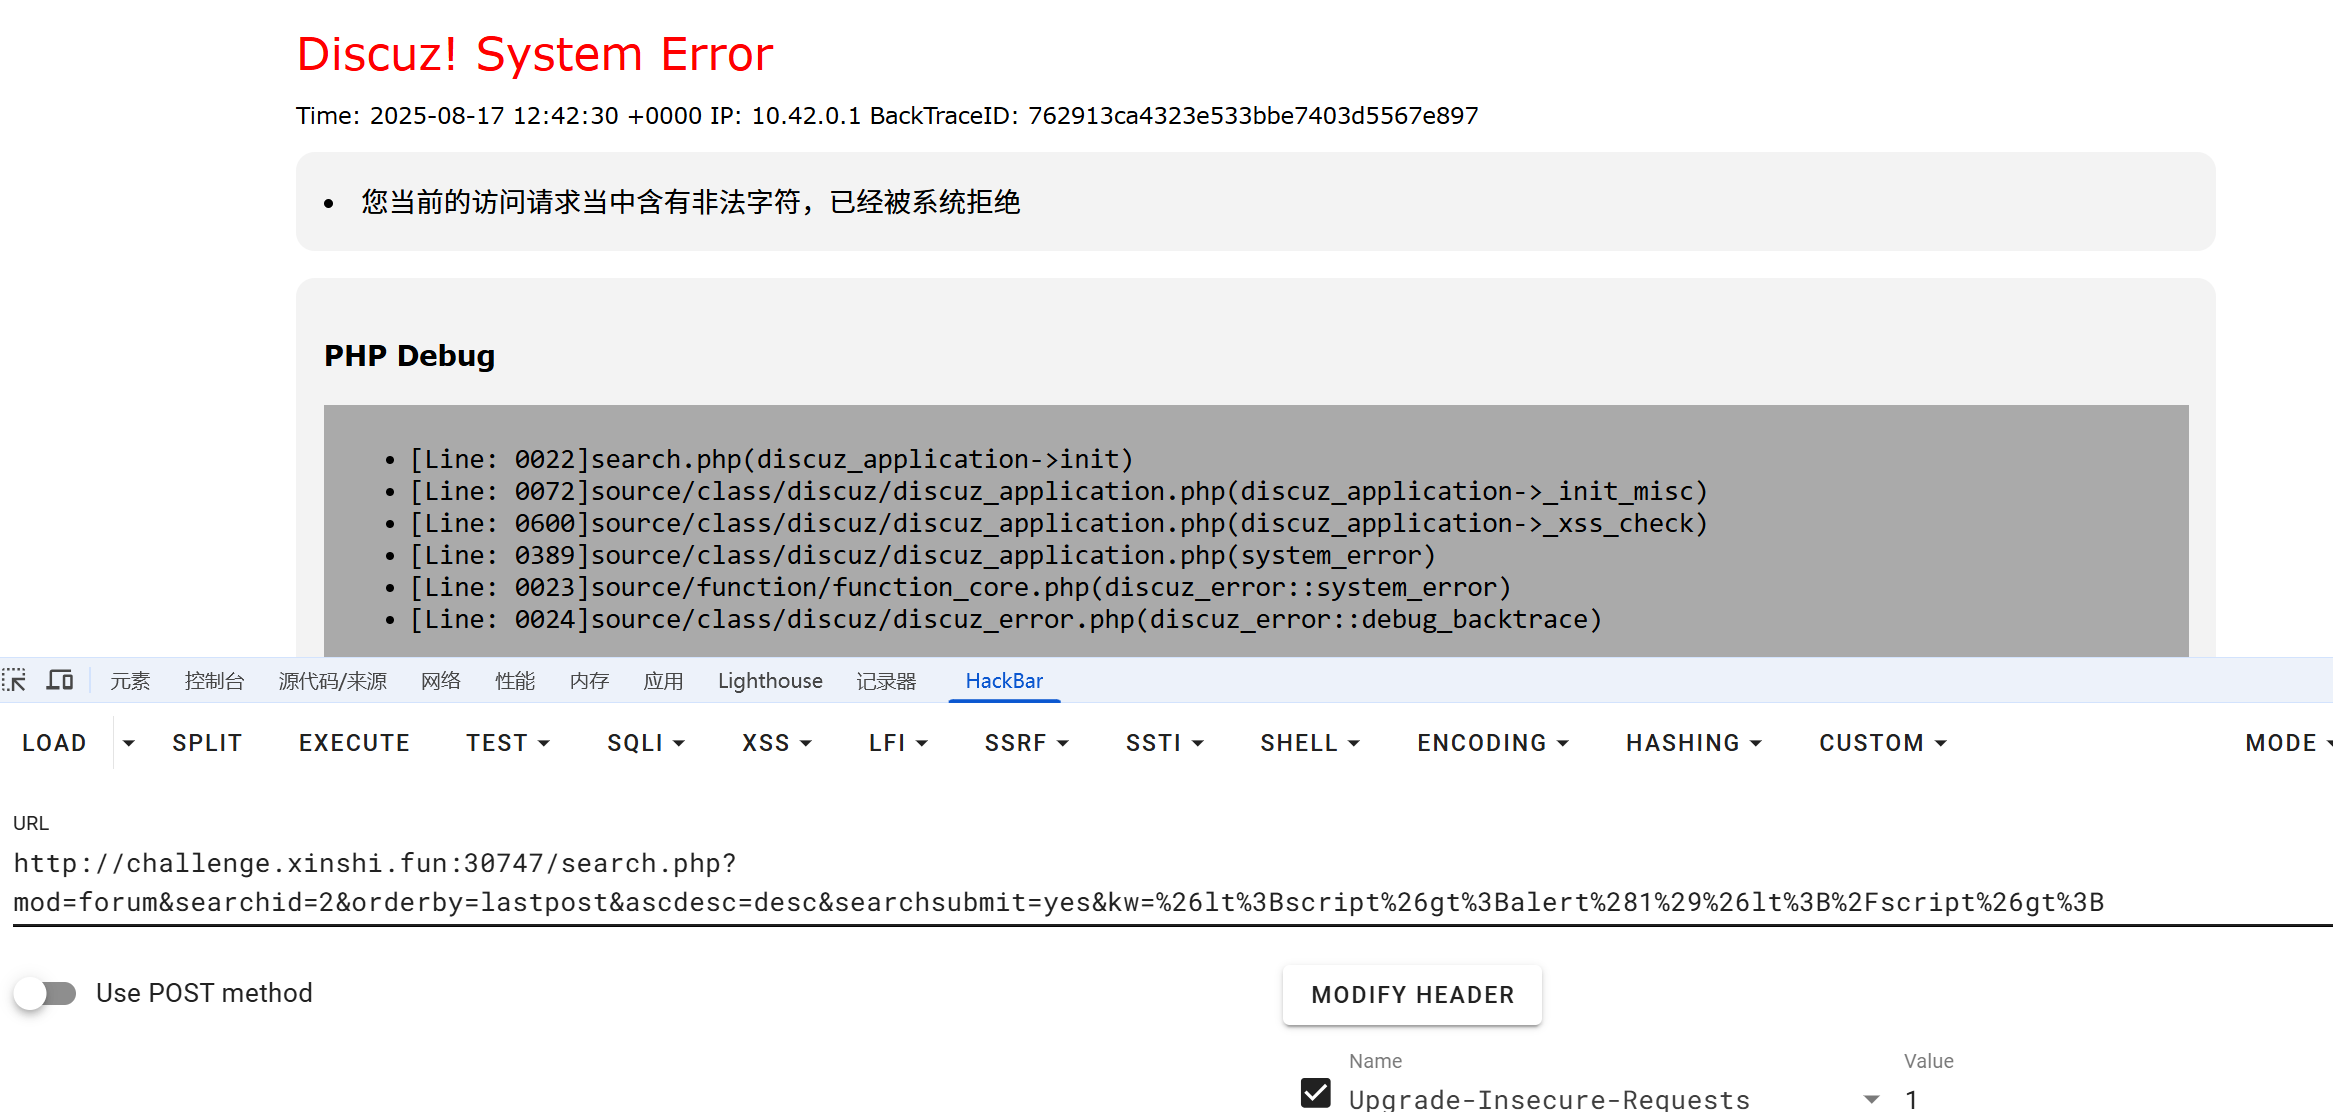 Discuz! System Error
Time: 2025-08-17 12:42:30 +0000 IP: 10.42.0.1 BackTraceID: 762913ca4323e533bbe7403d5567e897
您当前的访问请求当中含有非法字符，已经被系统拒绝
PHP Debug
[Line: 0022]search.php(discuz_application->init)
[Line: 0072]source/class/discuz/discuz_application.php(discuz_application->_init_misc)
[Line: 0600]source/class/discuz/discuz_application.php(discuz_application->_xss_check)
[Line: 0389]source/class/discuz/discuz_application.php(system_error)
[Line: 0023]source/function/function_core.php(discuz_error::system_error)
[Line: 0024]source/class/discuz/discuz_error.php(discuz_error::debug_backtrace)
元素 控制台 源代码/来源 网络 性能 内存 应用 Lighthouse 记录器 HackBar
LOAD SPLIT EXECUTE TEST SQLI XSS LFI SSRF SSTI SHELL ENCODING HASHING CUSTOM MODE
URL
http://challenge.xinshi.fun:30747/search.php?
mod=forum&searchid=2&orderby=lastpost&ascdesc=desc&searchsubmit=yes&kw=%26lt%3Bscript%26gt%3Balert%281%29%26lt%3B%2Fscript%26gt%3B
Use POST method
MODIFY HEADER
Name Value
Upgrade-Insecure-Requests 1